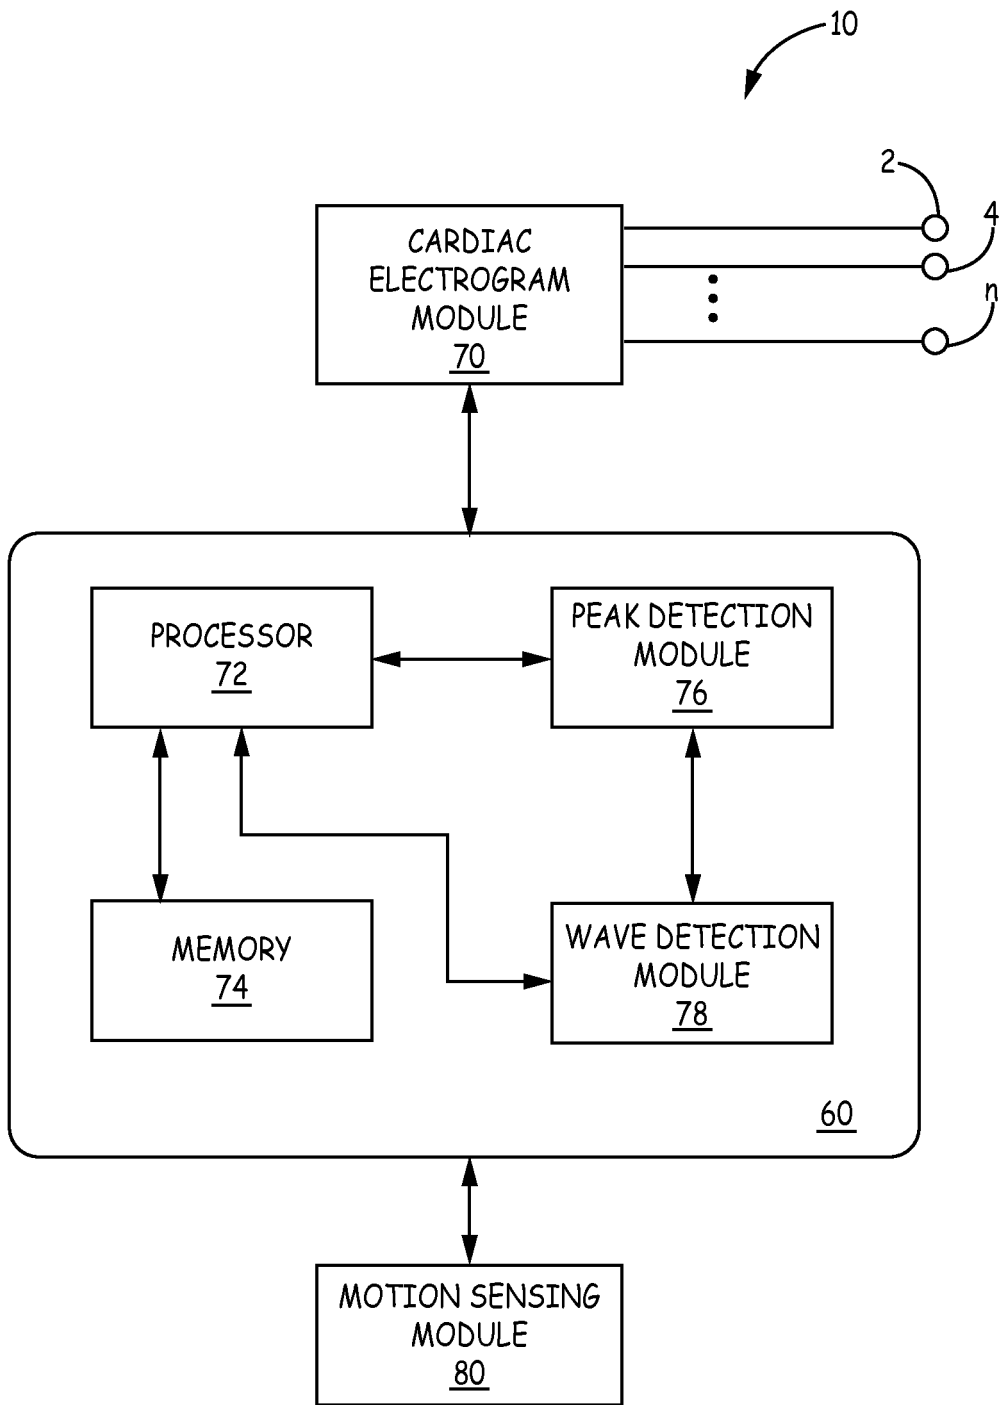 10
2
4
n
CARDIAC
ELECTROGRAM
MODULE
70
PROCESSOR
72
PEAK DETECTION
MODULE
76
MEMORY
74
WAVE DETECTION
MODULE
78
60
MOTION SENSING
MODULE
80